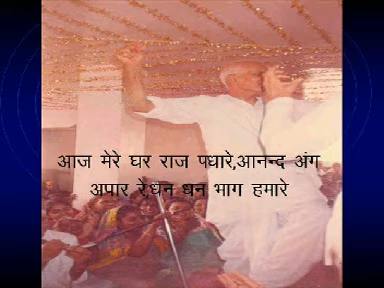 आज मेरे घर राज पधारे,आनन्द अंग
अपार रे,धन धन भाग हमारे